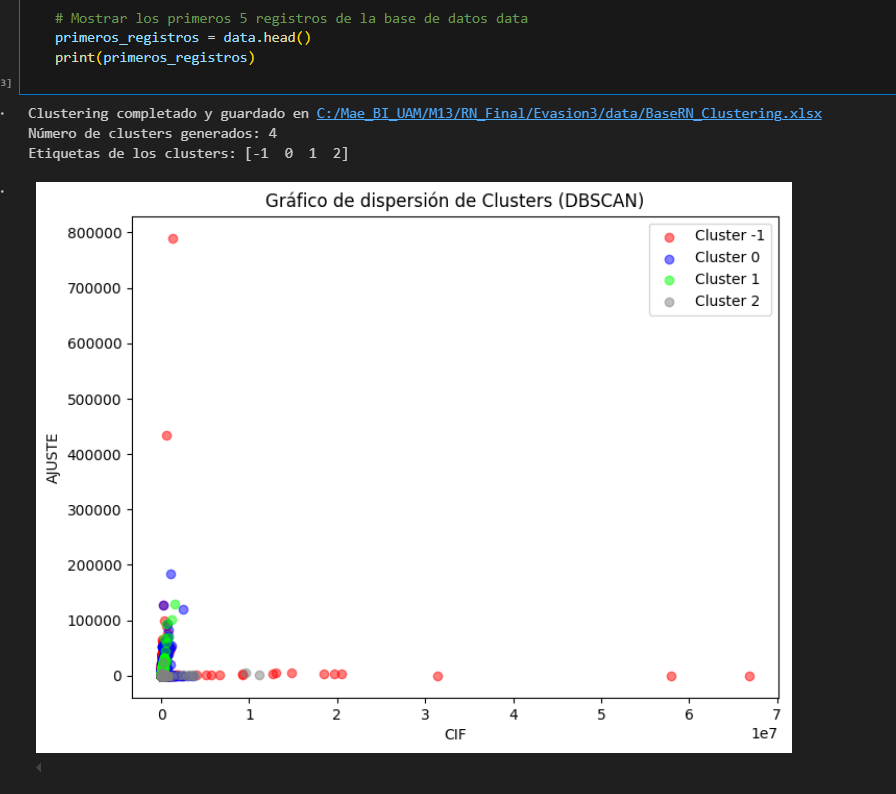 # Mostrar los primeros 5 registros de la base de datos data
primeros_registros = data.head()
print(primeros_registros)
3]
Clustering completado y guardado en C:/Mae_BI_UAM/M13/RN_Final/Evasion3/data/BaseRN_Clustering.xlsx
Número de clusters generados: 4
Etiquetas de los clusters: [-1  0  1  2]
Gráfico de dispersión de Clusters (DBSCAN)
Cluster -1
Cluster 0
Cluster 1
Cluster 2
800000
700000
600000
500000
400000
300000
200000
100000
0
AJUSTE
0 1 2 3 4 5 6 7
1e7
CIF